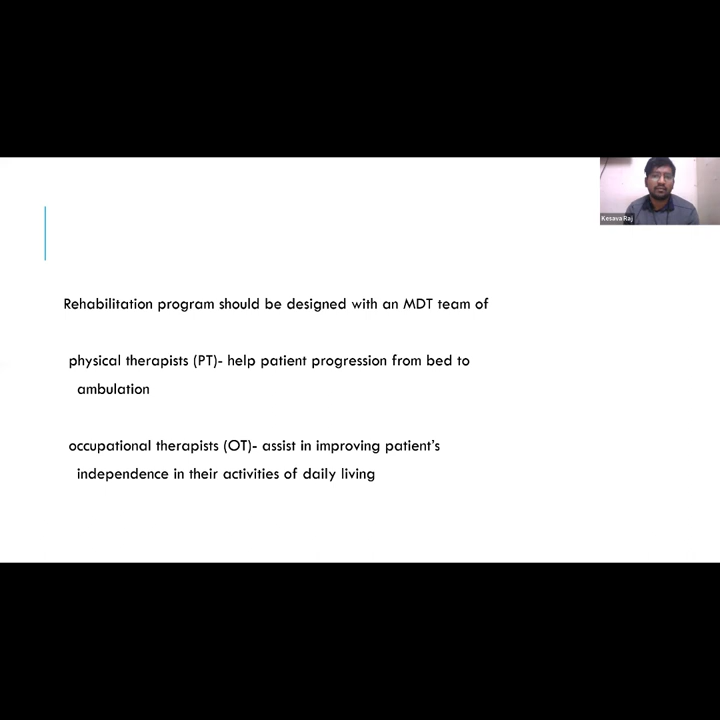 Kesava Raj
Rehabilitation program should be designed with an MDT team of
physical therapists (PT)- help patient progression from bed to
ambulation
occupational therapists (OT)- assist in improving patient's
independence in their activities of daily living